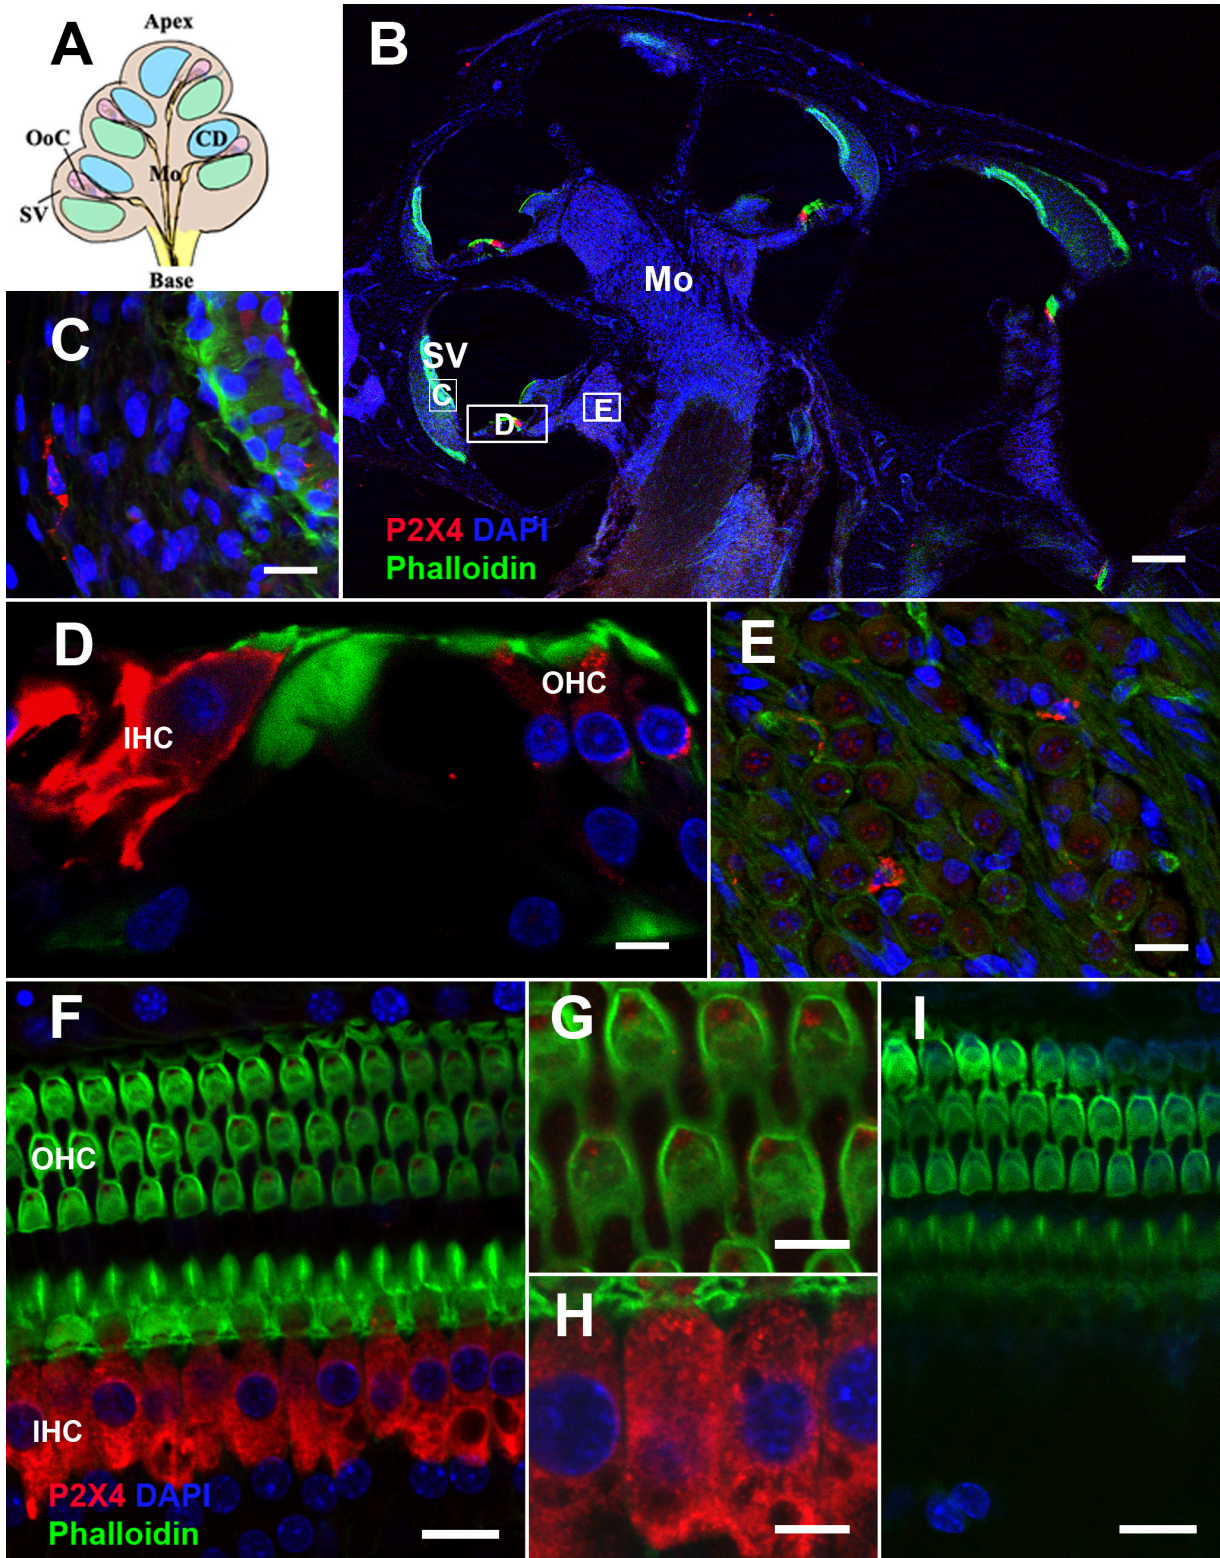 A
Apex
OoC
CD
Mo
SV
Base
B
Mo
SV
C
D
E
P2X4 DAPI
Phalloidin
C
D
IHC
OHC
E
F
OHC
IHC
P2X4 DAPI
Phalloidin
G
H
I